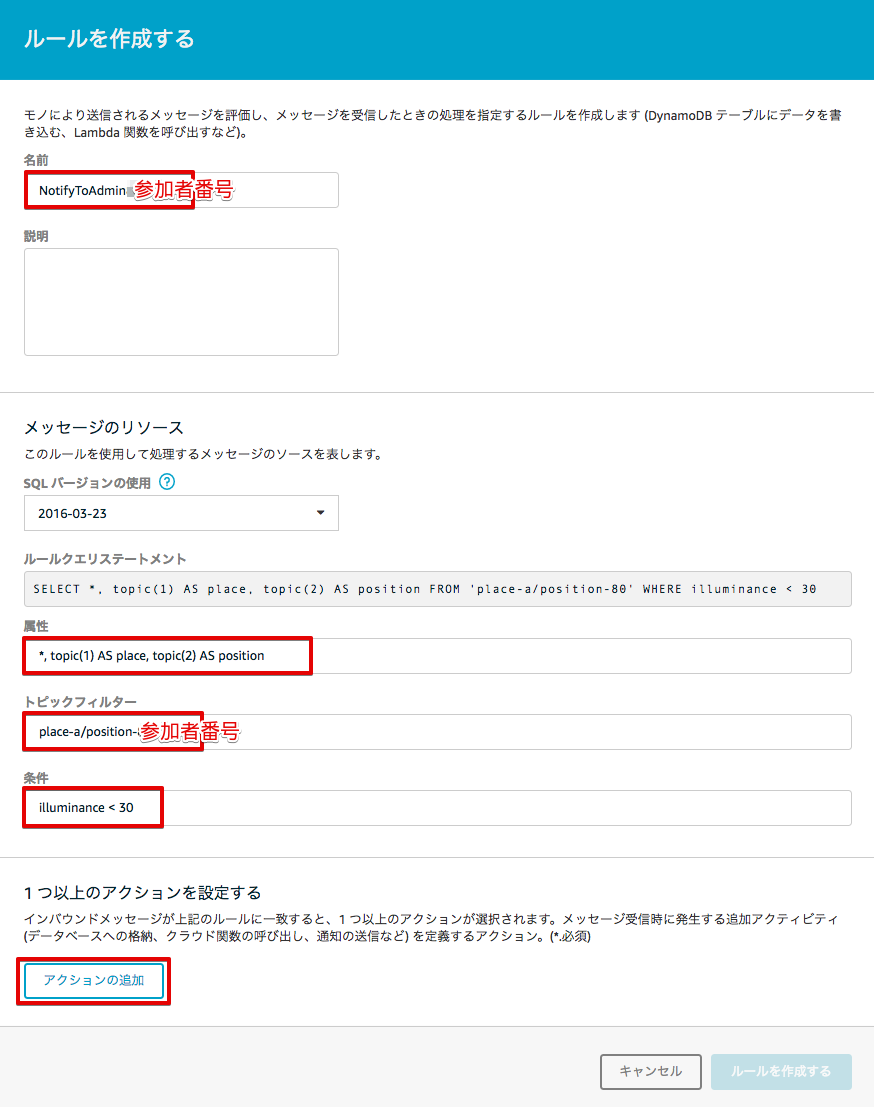 ルールを作成する
モノにより送信されるメッセージを評価し、メッセージを受信したときの処理を指定するルールを作成します (DynamoDB テーブルにデータを書
き込む、Lambda 関数を呼び出すなど)。
名前
NotifyToAdmin 参加者番号
説明
メッセージのリソース
このルールを使用して処理するメッセージのソースを表します。
SQL バージョンの使用 ?
2016-03-23
ルールクエリステートメント
SELECT *, topic(1) AS place, topic(2) AS position FROM 'place-a/position-80' WHERE illuminance < 30
属性
*, topic(1) AS place, topic(2) AS position
トピックフィルター
place-a/position- 参加者番号
条件
illuminance < 30
1 つ以上のアクションを設定する
インバウンドメッセージが上記のルールに一致すると、1 つ以上のアクションが選択されます。メッセージ受信時に発生する追加アクティビティ
(データベースへの格納、クラウド関数の呼び出し、通知の送信など) を定義するアクション。(*.必須)
アクションの追加
キャンセル
ルールを作成する